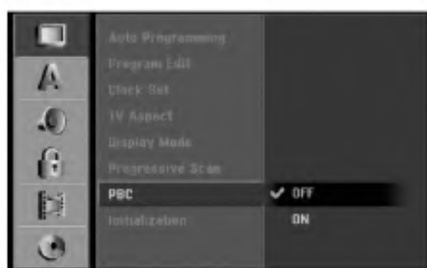 Auto Programming
Program Edit
Clock Set
TV Aspect
Display Mode
Progressive Scan
PBC
✔ OFF
ON
Initialization
A